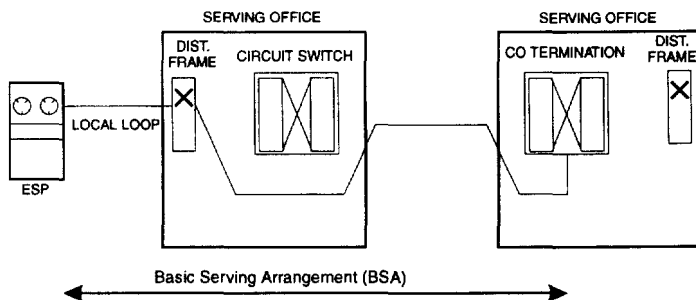 SERVING OFFICE
SERVING OFFICE
DIST.
FRAME
CIRCUIT SWITCH
CO TERMINATION
DIST.
FRAME
LOCAL LOOP
ESP
Basic Serving Arrangement (BSA)